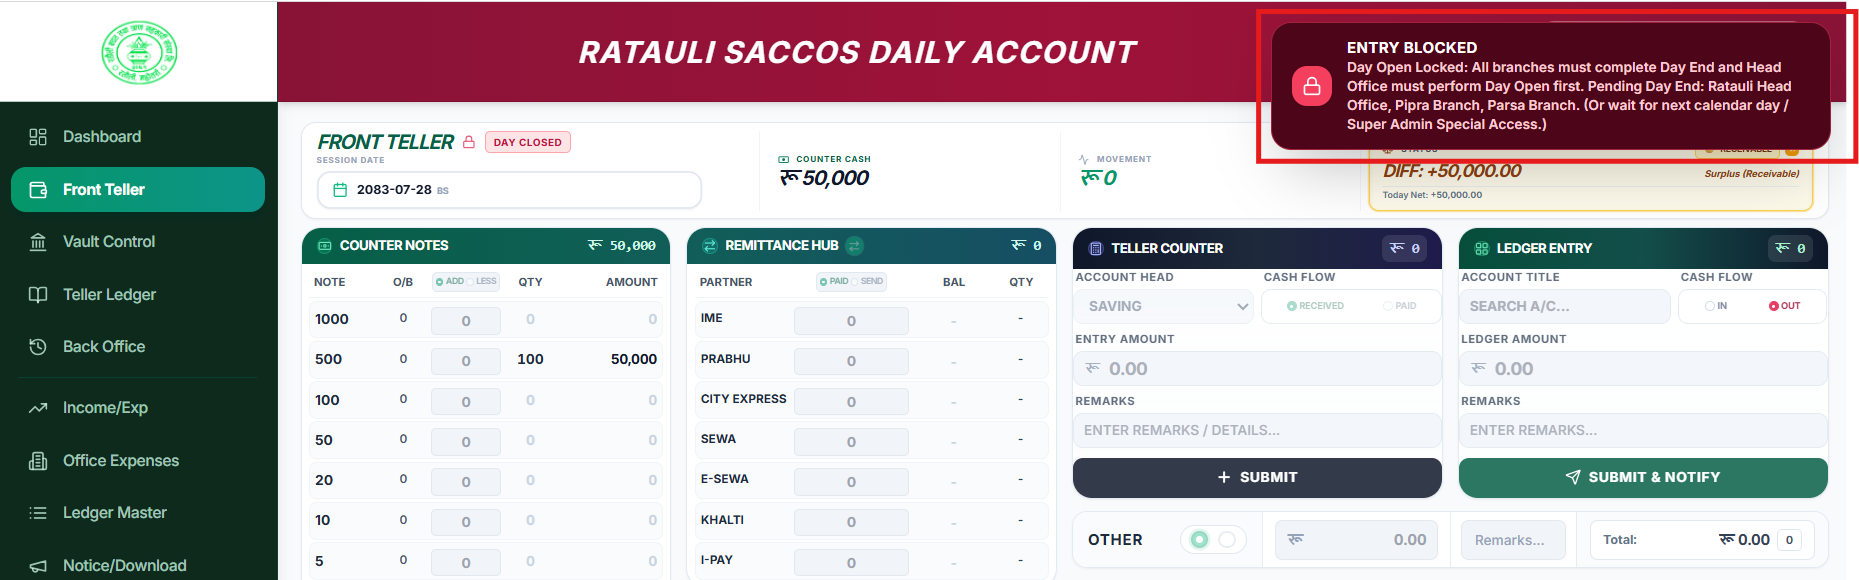 RATAULI SACCOS DAILY ACCOUNT
ENTRY BLOCKED
Day Open Locked: All branches must complete Day End and Head
Office must perform Day Open first. Pending Day End: Ratauli Head
Office, Pipra Branch, Parsa Branch. (Or wait for next calendar day /
Super Admin Special Access.)
Dashboard
Front Teller
Vault Control
Teller Ledger
Back Office
Income/Exp
Office Expenses
Ledger Master
Notice/Download
FRONT TELLER DAY CLOSED
SESSION DATE
2083-07-28 BS
COUNTER CASH
रू 50,000
MOVEMENT
रू 0
STATUS RECEIVABLE
DIFF: +50,000.00 Surplus (Receivable)
Today Net: +50,000.00
COUNTER NOTES रू 50,000
NOTE O/B ADD LESS QTY AMOUNT
1000 0 0 0 0
500 0 0 100 50,000
100 0 0 0 0
50 0 0 0 0
20 0 0 0 0
10 0 0 0 0
5 0 0 0 0
REMITTANCE HUB रू 0
PARTNER PAID SEND BAL QTY
IME 0 - -
PRABHU 0 - -
CITY EXPRESS 0 - -
SEWA 0 - -
E-SEWA 0 - -
KHALTI 0 - -
I-PAY 0 - -
TELLER COUNTER रू 0
ACCOUNT HEAD CASH FLOW
SAVING RECEIVED PAID
ENTRY AMOUNT
रू 0.00
REMARKS
ENTER REMARKS / DETAILS...
+ SUBMIT
LEDGER ENTRY रू 0
ACCOUNT TITLE CASH FLOW
SEARCH A/C... IN OUT
LEDGER AMOUNT
रू 0.00
REMARKS
ENTER REMARKS...
SUBMIT & NOTIFY
OTHER रू 0.00 Remarks... Total: रू 0.00 0